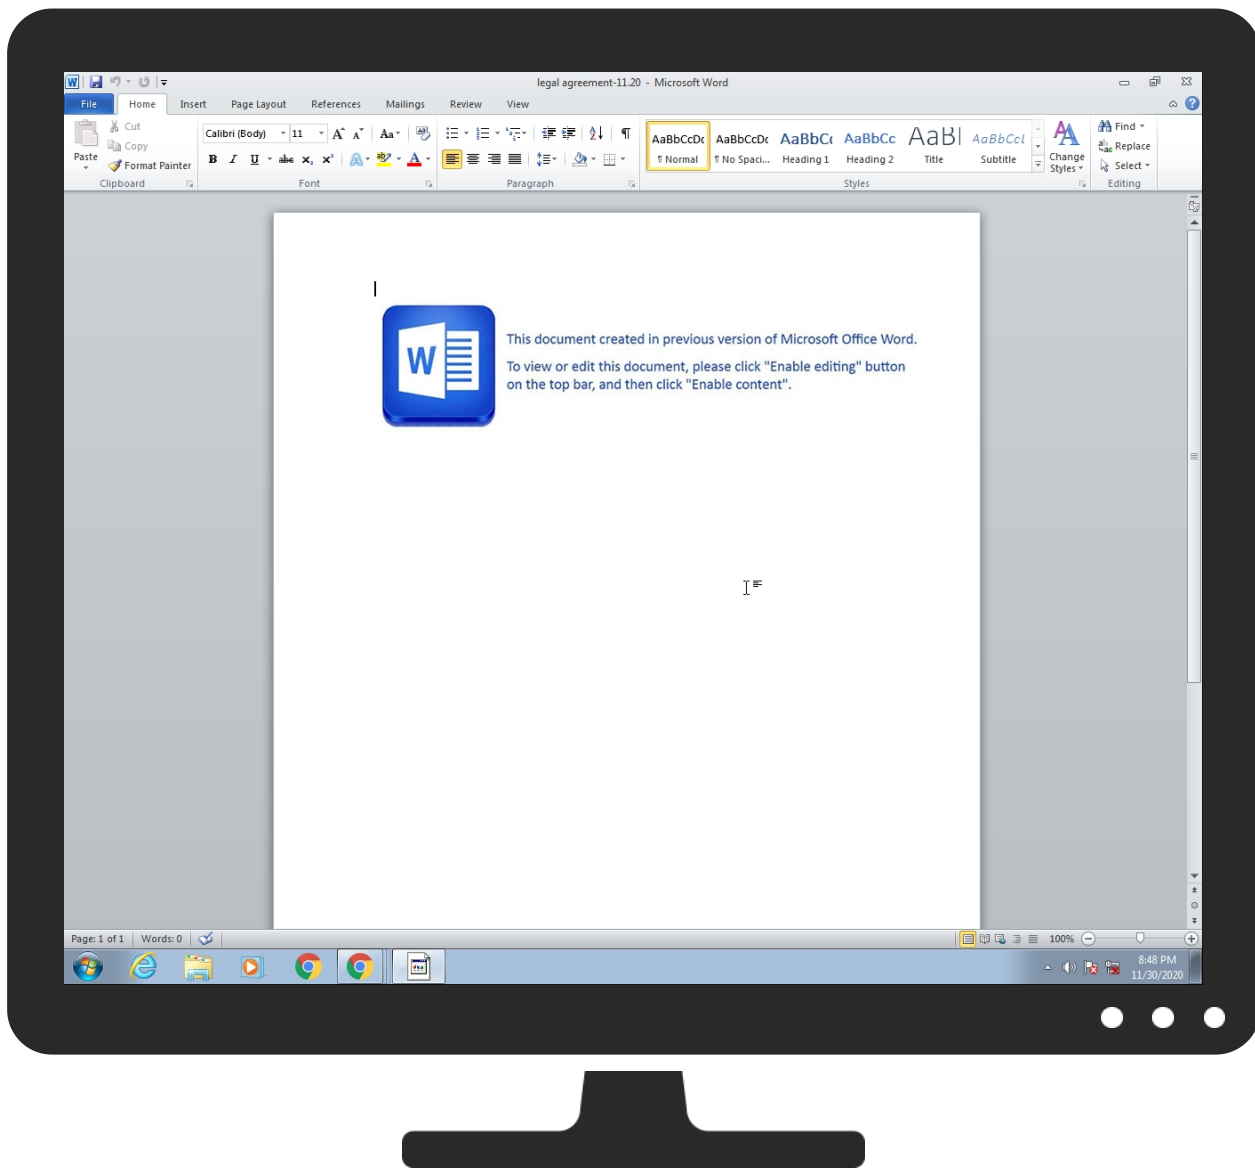 legal agreement-11.20 - Microsoft Word
File Home Insert Page Layout References Mailings Review View
Paste
Cut
Copy
Format Painter
Clipboard
Calibri (Body) 11
Font
Paragraph
AaBbCcDc AaBbCcDc AaBbC( AaBbCc AaB| AaBbCcL
¶ Normal ¶ No Spaci... Heading 1 Heading 2 Title Subtitle
Change
Styles
Styles
Find
Replace
Select
Editing
W
This document created in previous version of Microsoft Office Word.
To view or edit this document, please click "Enable editing" button
on the top bar, and then click "Enable content".
Page: 1 of 1 Words: 0 100%
8:48 PM
11/30/2020